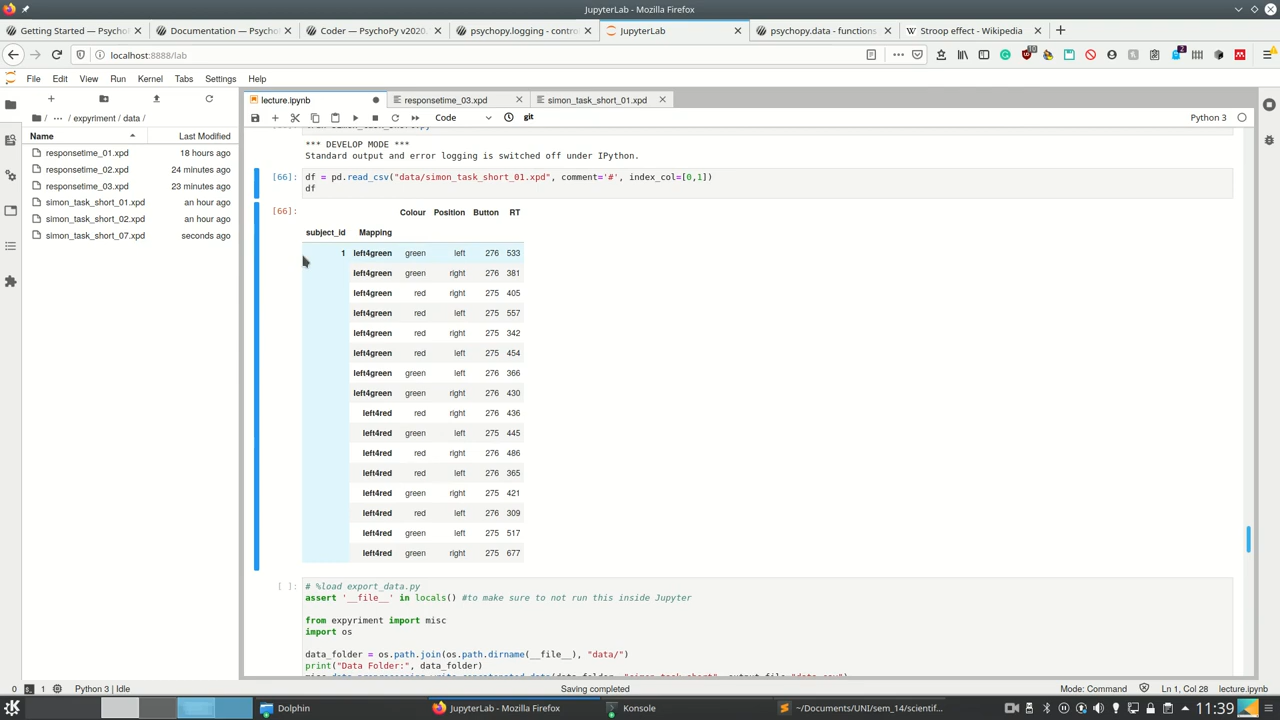 JupyterLab - Mozilla Firefox
Getting Started — PsychoP
Documentation — PsychoP
Coder — PsychoPy v2020,
psychopy.logging - contro
JupyterLab
psychopy.data - functions
Stroop effect - Wikipedia
localhost:8888/lab
File Edit View Run Kernel Tabs Settings Help
lecture.ipynb
responsetime_03.xpd
simon_task_short_01.xpd
/ ... / expyriment / data /
Code
git
Python 3
Name Last Modified
responsetime_01.xpd 18 hours ago
responsetime_02.xpd 24 minutes ago
responsetime_03.xpd 23 minutes ago
simon_task_short_01.xpd an hour ago
simon_task_short_02.xpd an hour ago
simon_task_short_07.xpd seconds ago
*** DEVELOP MODE ***
Standard output and error logging is switched off under IPython.
[66]: df = pd.read_csv("data/simon_task_short_01.xpd", comment='#', index_col=[0,1])
df
[66]: Colour Position Button RT
subject_id Mapping
1 left4green green left 276 533
left4green green right 276 381
left4green red right 275 405
left4green red left 275 557
left4green red right 275 342
left4green red left 275 454
left4green green left 276 366
left4green green right 276 430
left4red red right 276 436
left4red green left 275 445
left4red red right 276 486
left4red red left 276 365
left4red green right 275 421
left4red red left 276 309
left4red green left 275 517
left4red green right 275 677
[ ]: # %load export_data.py
assert '__file__' in locals() #to make sure to not run this inside Jupyter
from expyriment import misc
import os
data_folder = os.path.join(os.path.dirname(__file__), "data/")
print("Data Folder:", data_folder)
0 1 Python 3 | Idle
Saving completed
Mode: Command Ln 1, Col 28 lecture.ipynb
Dolphin
JupyterLab - Mozilla Firefox
Konsole
~/Documents/UNI/sem_14/scientif...
11:39